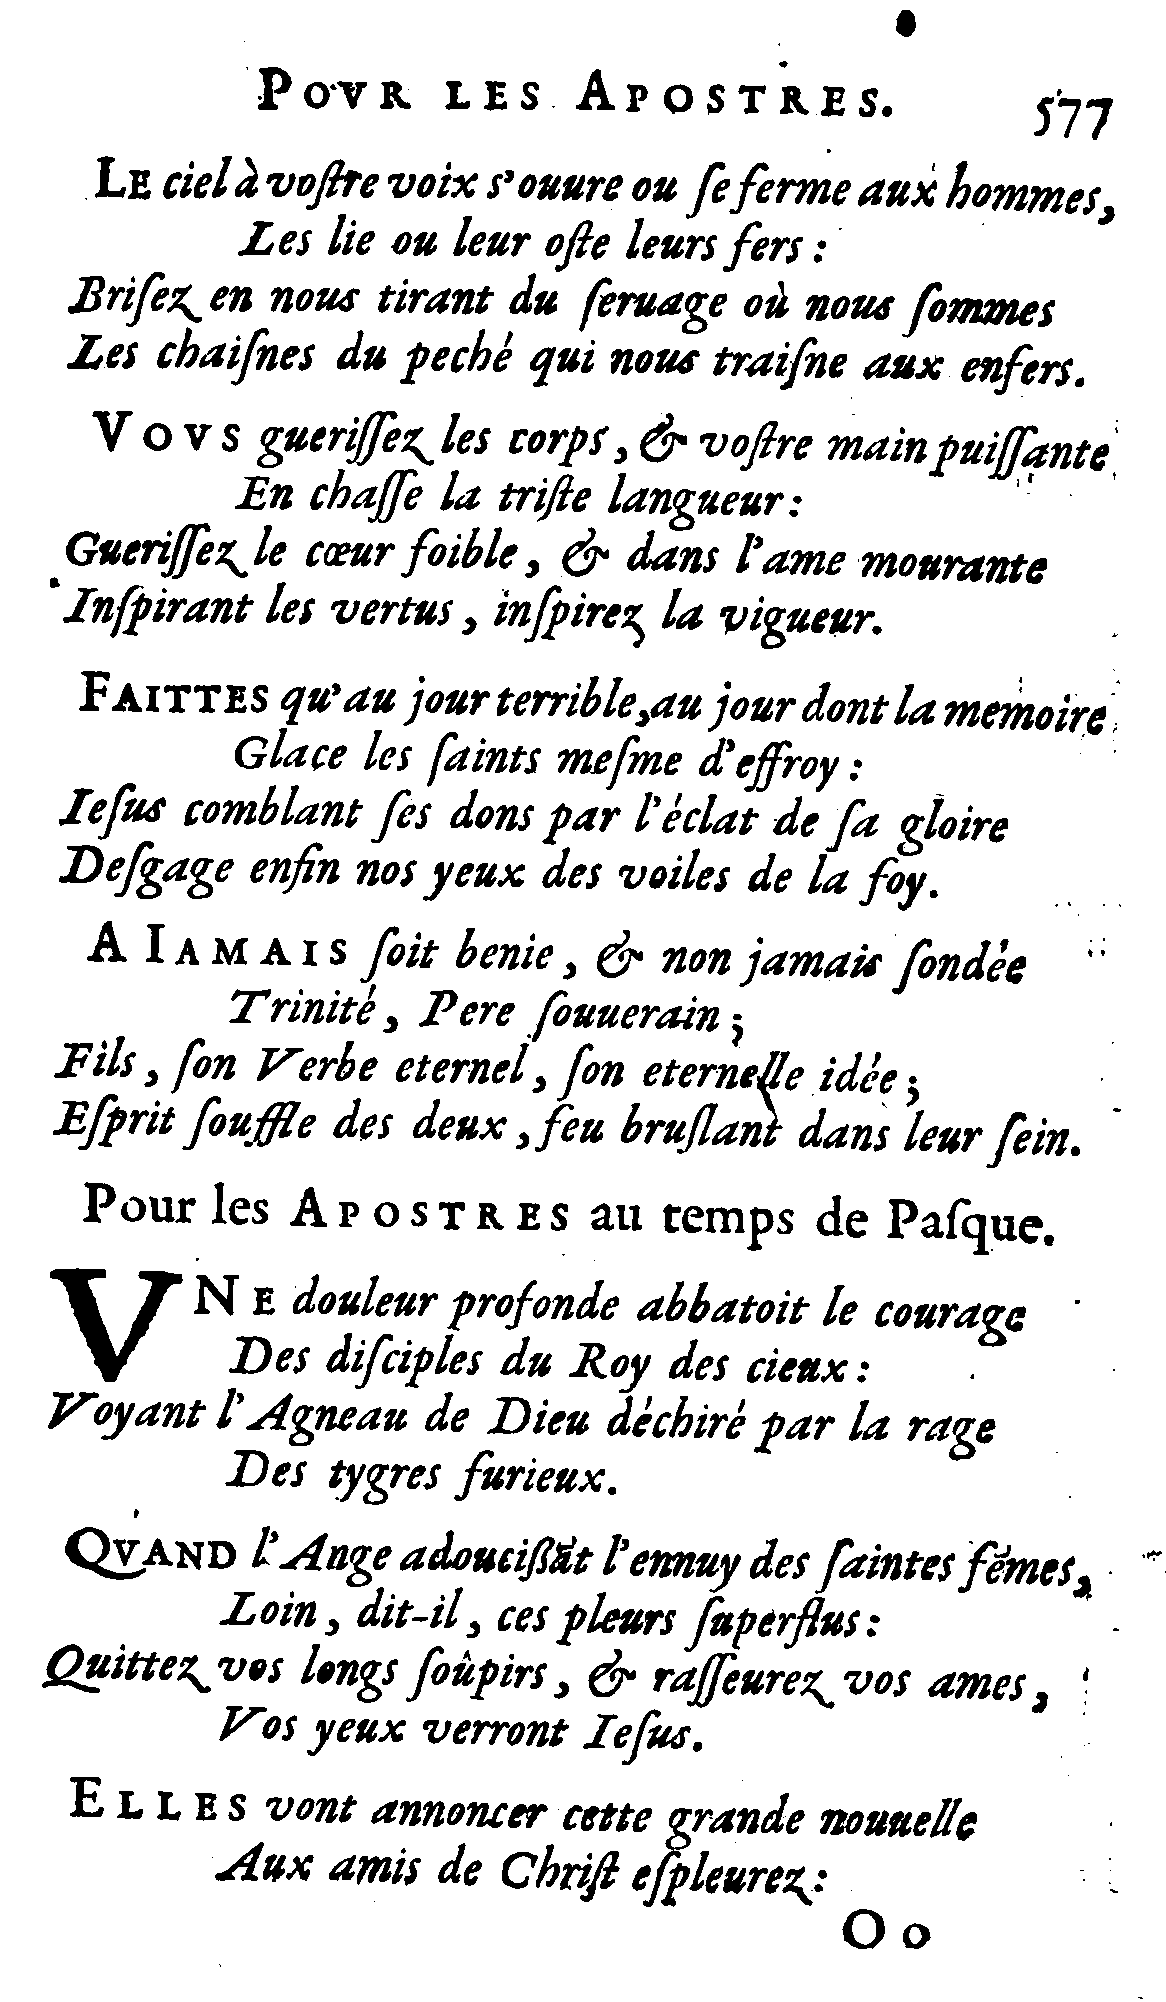 POVR LES APOSTRES. 577
LE ciel à voſtre voix s'ouure ou ſe ferme aux hommes,
Les lie ou leur oſte leurs fers :
Briſez en nous tirant du ſeruage où nous ſommes
Les chaiſnes du peché qui nous traiſne aux enfers.
VOVS gueriſſez les corps, & voſtre main puiſſante
En chaſſe la triſte langueur :
Gueriſſez le cœur foible, & dans l'ame mourante
Inſpirant les vertus, inſpirez la vigueur.
FAITTES qu'au jour terrible, au jour dont la memoire
Glace les ſaints meſme d'effroy :
Ieſus comblant ſes dons par l'éclat de ſa gloire
Deſgage enfin nos yeux des voiles de la foy.
A IAMAIS ſoit benie, & non jamais ſondée
Trinité, Pere ſouuerain ;
Fils, ſon Verbe eternel, ſon eternelle idée ;
Eſprit ſouffle des deux, feu bruſlant dans leur ſein.
Pour les APOSTRES au temps de Paſque.
VNE douleur profonde abbatoit le courage
Des diſciples du Roy des cieux :
Voyant l'Agneau de Dieu déchiré par la rage
Des tygres furieux.
QVAND l'Ange adouciſsãt l'ennuy des ſaintes fẽmes,
Loin, dit-il, ces pleurs ſuperflus :
Quittez vos longs ſoûpirs, & raſſeurez vos ames,
Vos yeux verront Ieſus.
ELLES vont annoncer cette grande nouuelle
Aux amis de Chriſt eſpleurez :
Oo